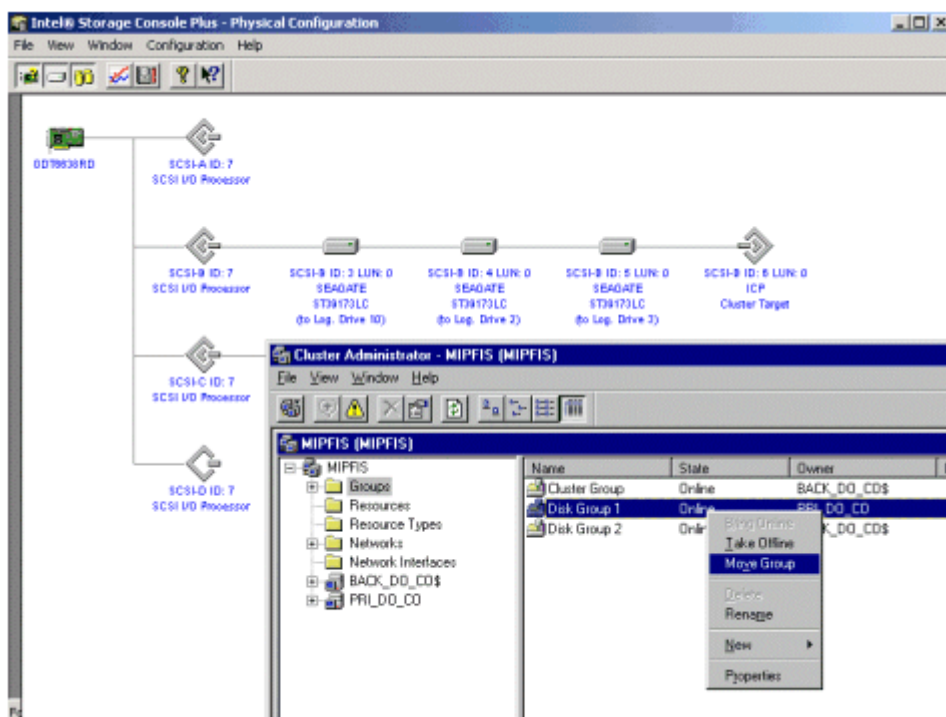 Intel® Storage Console Plus - Physical Configuration
File View Window Configuration Help
SCSI-A ID: 7
SCSI I/O Processor
SCSI-B ID: 7
SCSI I/O Processor
SCSI-B ID: 3 LUN: 0
SEAGATE
ST39173LC
(to Log. Drive 10)
SCSI-B ID: 4 LUN: 0
SEAGATE
ST39173LC
(to Log. Drive 2)
SCSI-B ID: 5 LUN: 0
SEAGATE
ST39173LC
(to Log. Drive 3)
SCSI-B ID: 6 LUN: 0
ICP
Cluster Target
SCSI-C ID: 7
SCSI I/O Processor
SCSI-D ID: 7
SCSI I/O Processor
Cluster Administrator - MIPFIS (MIPFIS)
File View Window Help
MIPFIS (MIPFIS)
MIPFIS
Groups
Resources
Resource Types
Networks
Network Interfaces
BACK_DO_CO$
PRI_DO_CO
Name State Owner
Cluster Group Online BACK_DO_CO$
Disk Group 1 Online PRI_DO_CO
Disk Group 2
Bring Online
Take Offline
Move Group
Delete
Rename
New
Properties